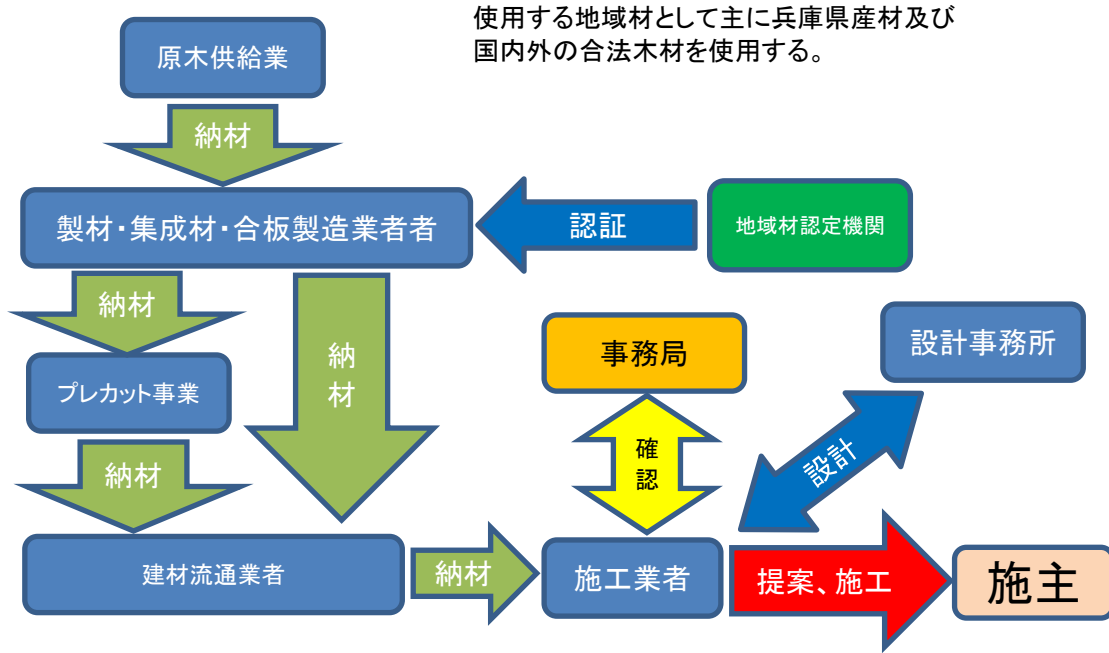 使用する地域材として主に兵庫県産材及び
国内外の合法木材を使用する。
原木供給業
納材
製材・集成材・合板製造業者者
認証
地域材認定機関
納材
納
材
事務局
設計事務所
プレカット事業
確
認
設計
納材
建材流通業者
納材
施工業者
提案、施工
施主